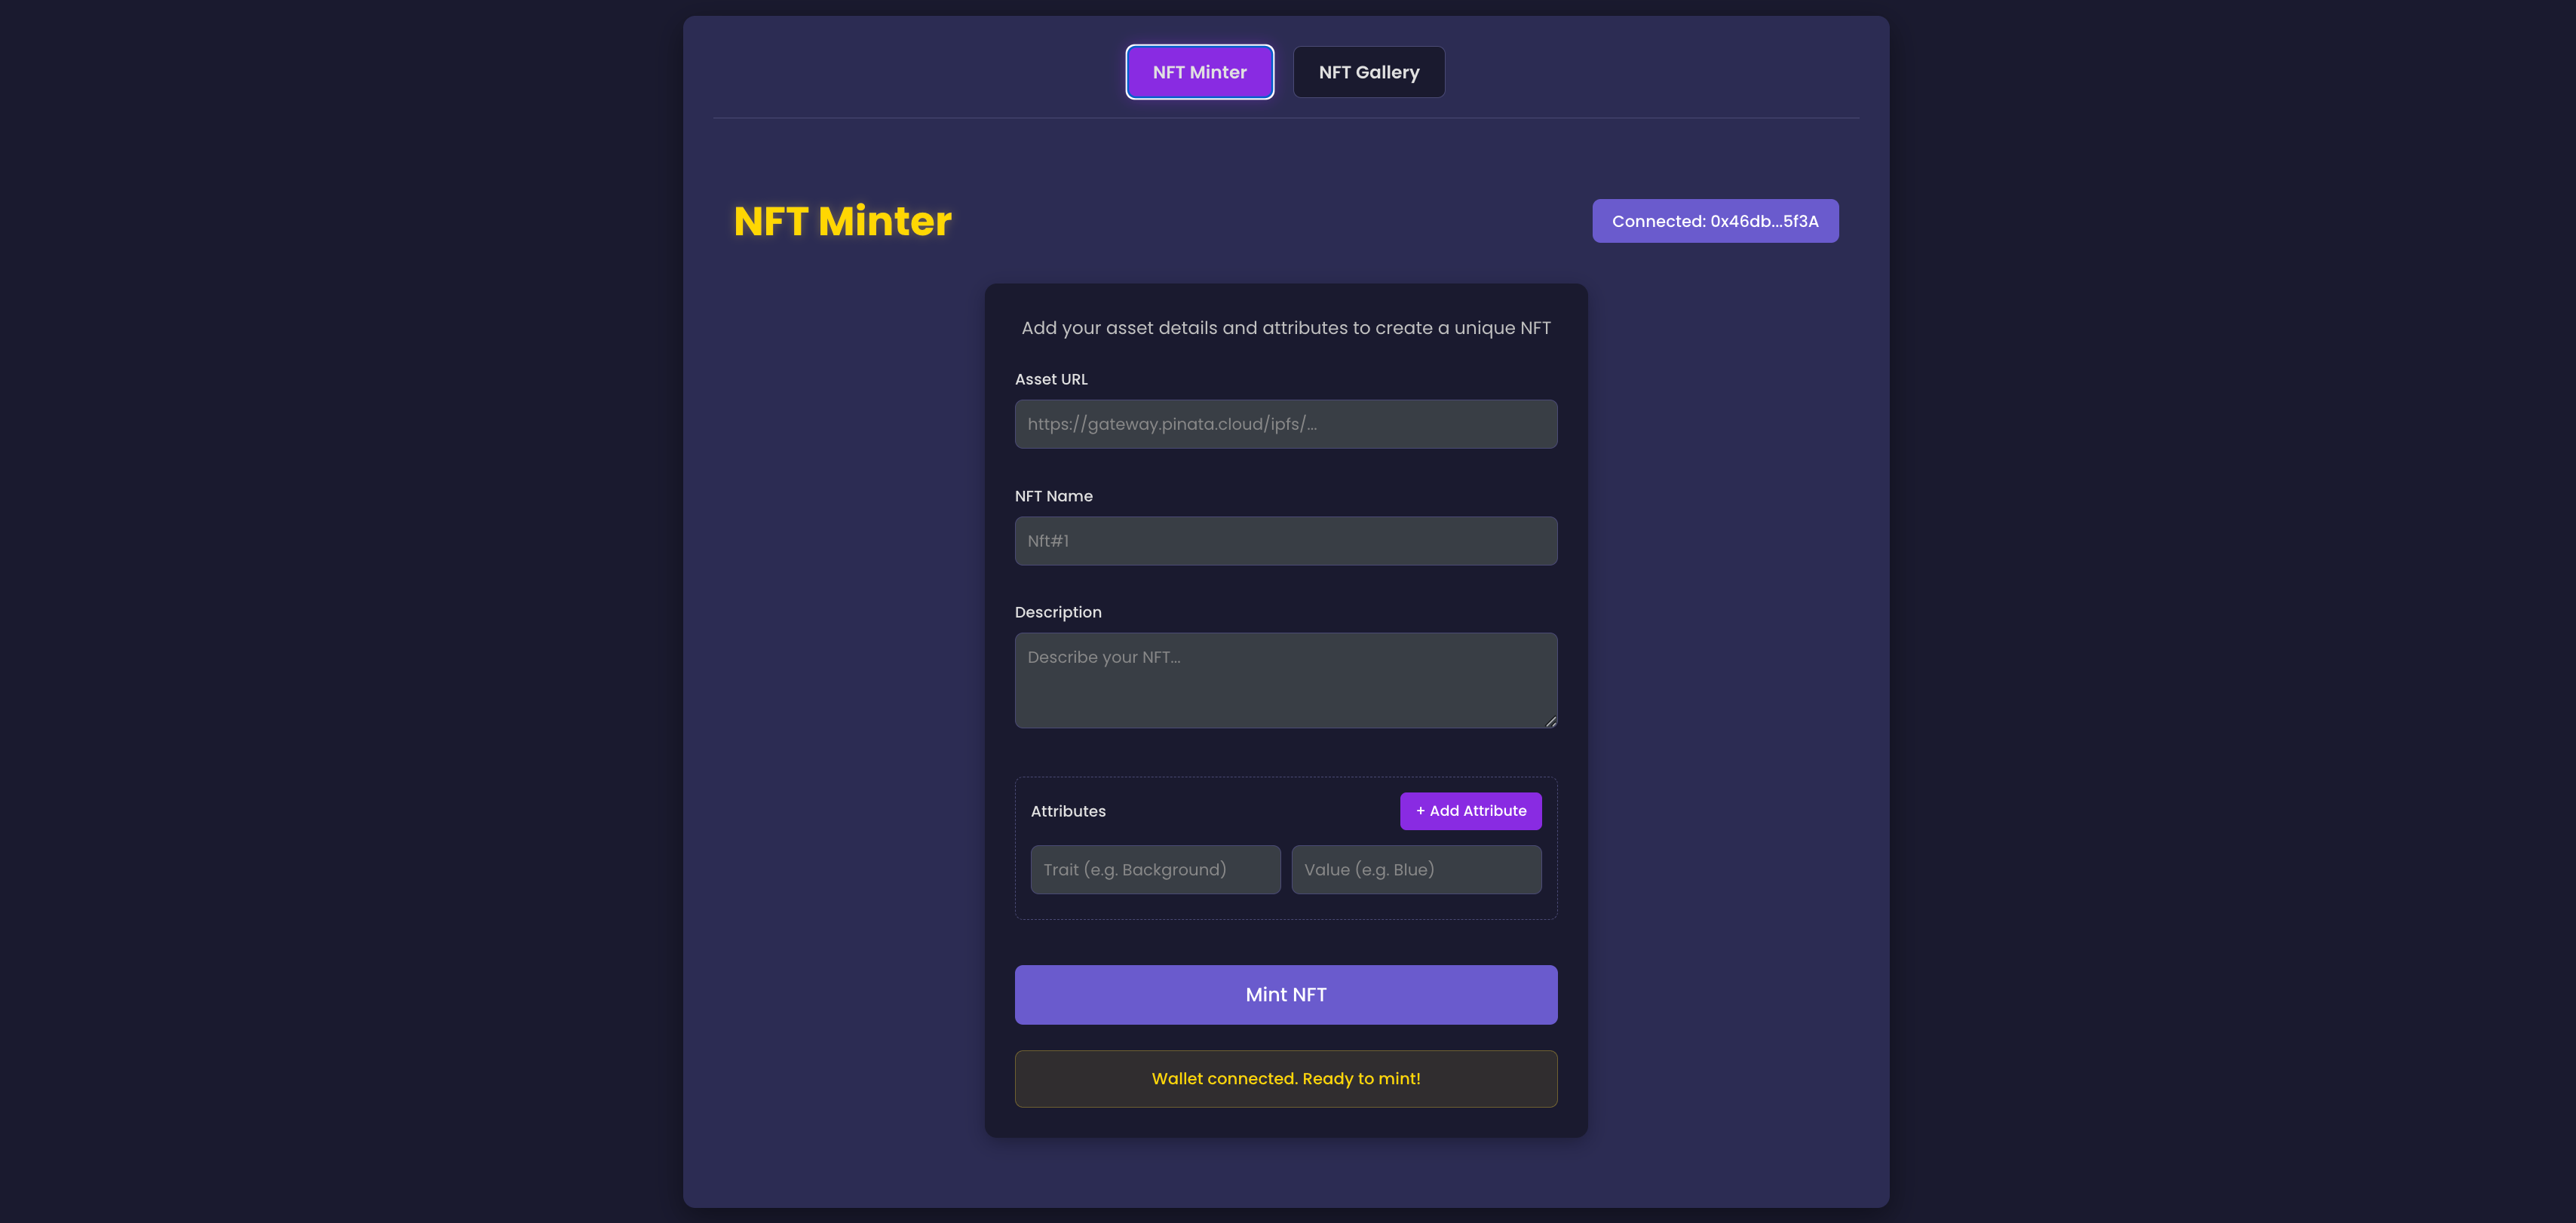 NFT Minter
NFT Gallery
NFT Minter
Connected: 0x46db...5f3A
Add your asset details and attributes to create a unique NFT
Asset URL
https://gateway.pinata.cloud/ipfs/...
NFT Name
Nft#1
Description
Describe your NFT...
Attributes
+ Add Attribute
Trait (e.g. Background)
Value (e.g. Blue)
Mint NFT
Wallet connected. Ready to mint!